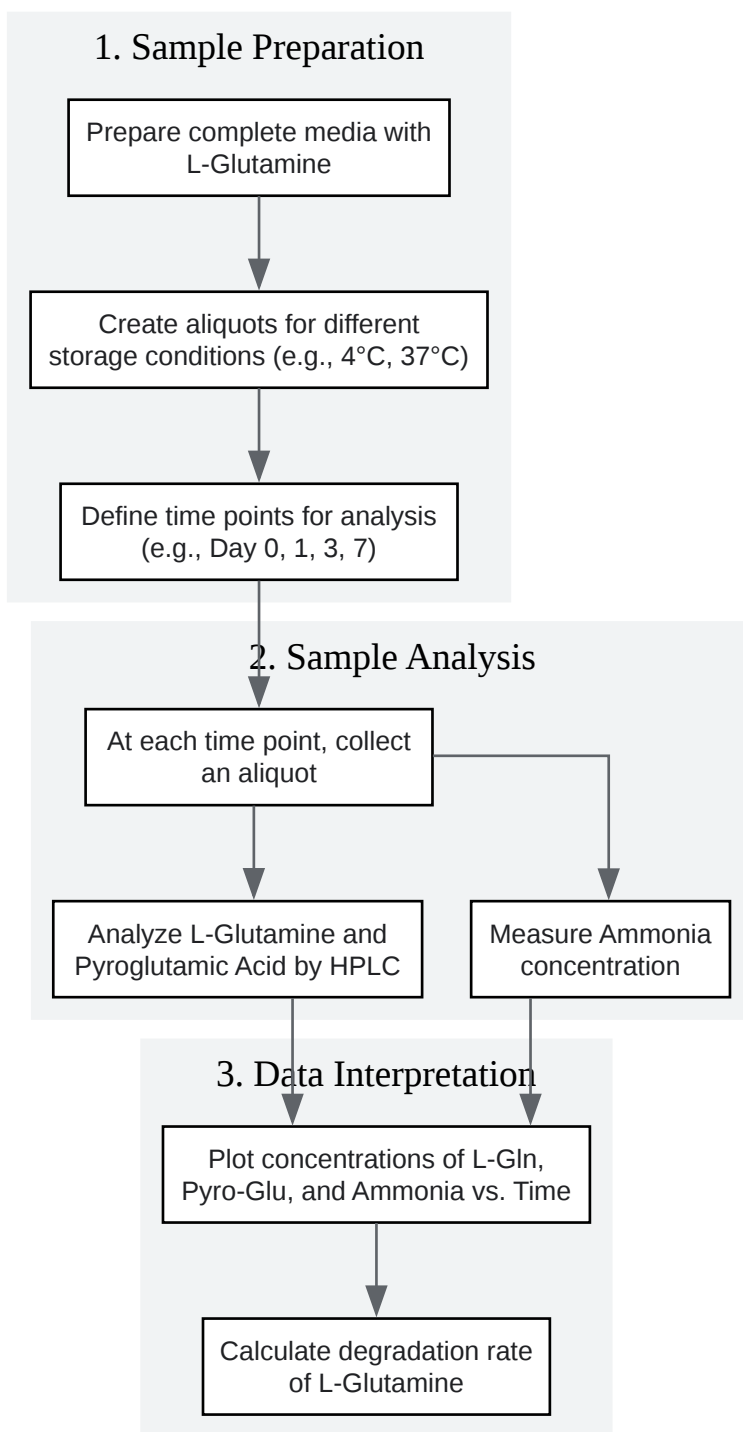 1. Sample Preparation
Prepare complete media with
L-Glutamine
Create aliquots for different
storage conditions (e.g., 4°C, 37°C)
Define time points for analysis
(e.g., Day 0, 1, 3, 7)
2. Sample Analysis
At each time point, collect
an aliquot
Analyze L-Glutamine and
Pyroglutamic Acid by HPLC
Measure Ammonia
concentration
3. Data Interpretation
Plot concentrations of L-Gln,
Pyro-Glu, and Ammonia vs. Time
Calculate degradation rate
of L-Glutamine